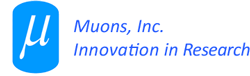 μ
Muons, Inc.
Innovation in Research